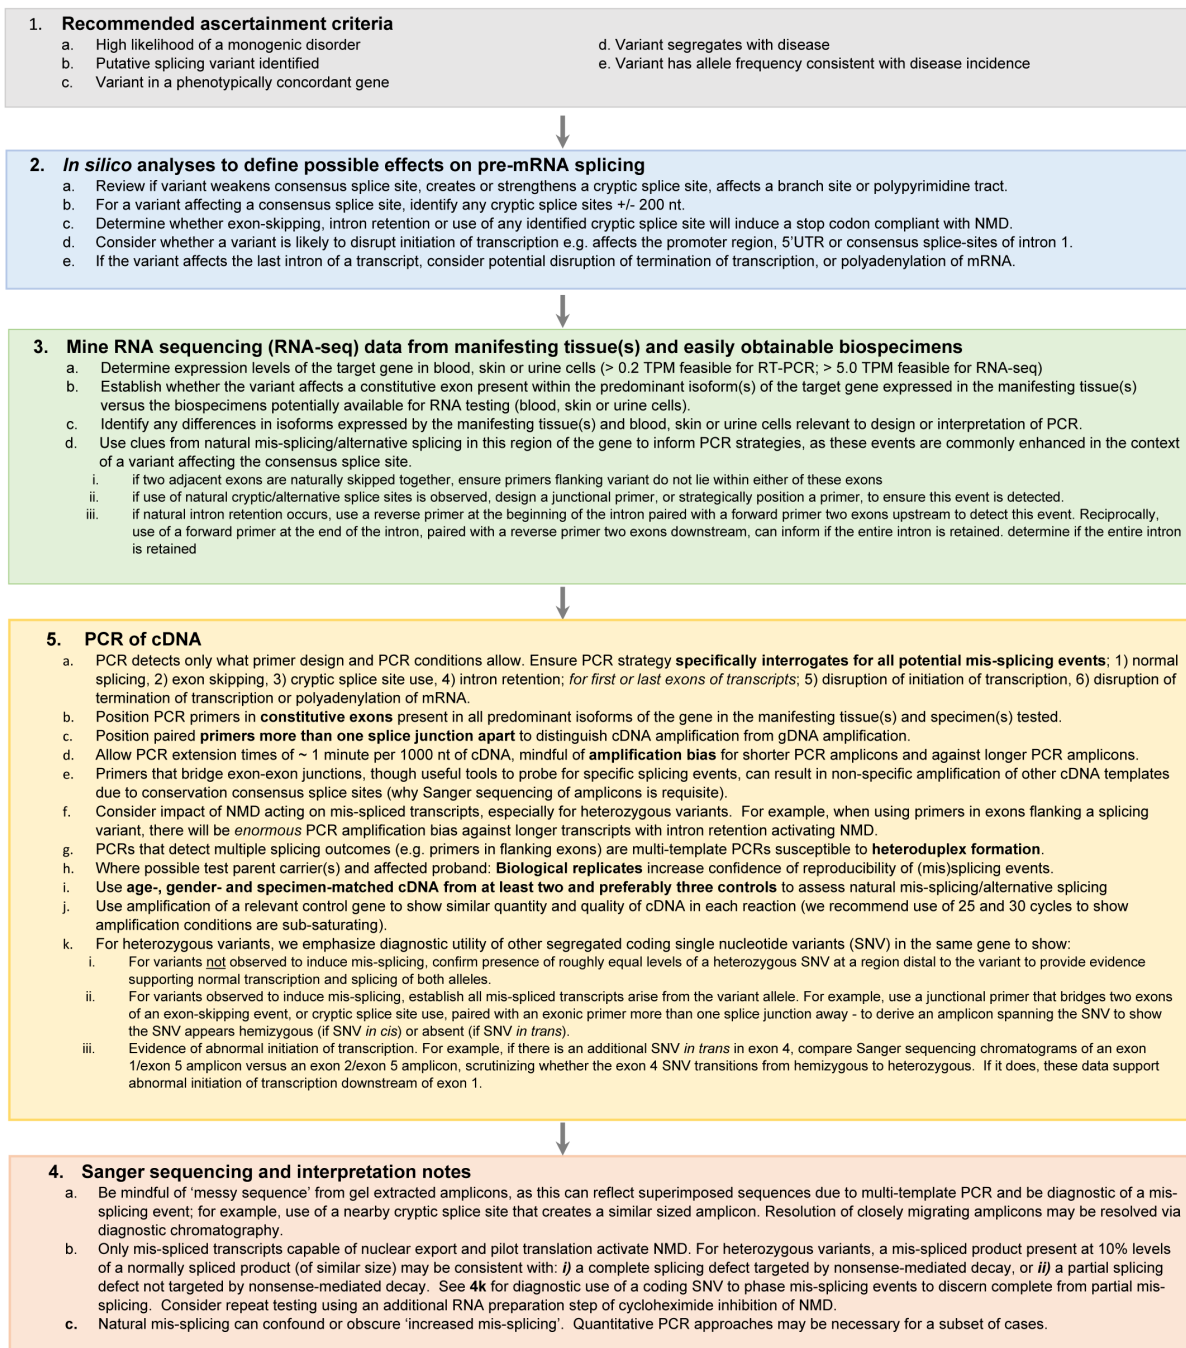 1. Recommended ascertainment criteria
a. High likelihood of a monogenic disorder
b. Putative splicing variant identified
c. Variant in a phenotypically concordant gene
d. Variant segregates with disease
e. Variant has allele frequency consistent with disease incidence
2. In silico analyses to define possible effects on pre-mRNA splicing
a. Review if variant weakens consensus splice site, creates or strengthens a cryptic splice site, affects a branch site or polypyrimidine tract.
b. For a variant affecting a consensus splice site, identify any cryptic splice sites +/- 200 nt.
c. Determine whether exon-skipping, intron retention or use of any identified cryptic splice site will induce a stop codon compliant with NMD.
d. Consider whether a variant is likely to disrupt initiation of transcription e.g. affects the promoter region, 5'UTR or consensus splice-sites of intron 1.
e. If the variant affects the last intron of a transcript, consider potential disruption of termination of transcription, or polyadenylation of mRNA.
3. Mine RNA sequencing (RNA-seq) data from manifesting tissue(s) and easily obtainable biospecimens
a. Determine expression levels of the target gene in blood, skin or urine cells (> 0.2 TPM feasible for RT-PCR; > 5.0 TPM feasible for RNA-seq)
b. Establish whether the variant affects a constitutive exon present within the predominant isoform(s) of the target gene expressed in the manifesting tissue(s)
versus the biospecimens potentially available for RNA testing (blood, skin or urine cells).
c. Identify any differences in isoforms expressed by the manifesting tissue(s) and blood, skin or urine cells relevant to design or interpretation of PCR.
d. Use clues from natural mis-splicing/alternative splicing in this region of the gene to inform PCR strategies, as these events are commonly enhanced in the context
of a variant affecting the consensus splice site.
i. if two adjacent exons are naturally skipped together, ensure primers flanking variant do not lie within either of these exons
ii. if use of natural cryptic/alternative splice sites is observed, design a junctional primer, or strategically position a primer, to ensure this event is detected.
iii. if natural intron retention occurs, use a reverse primer at the beginning of the intron paired with a forward primer two exons upstream to detect this event. Reciprocally,
use of a forward primer at the end of the intron, paired with a reverse primer two exons downstream, can inform if the entire intron is retained. determine if the entire intron
is retained
5. PCR of cDNA
a. PCR detects only what primer design and PCR conditions allow. Ensure PCR strategy specifically interrogates for all potential mis-splicing events; 1) normal
splicing, 2) exon skipping, 3) cryptic splice site use, 4) intron retention; for first or last exons of transcripts; 5) disruption of initiation of transcription, 6) disruption of
termination of transcription or polyadenylation of mRNA.
b. Position PCR primers in constitutive exons present in all predominant isoforms of the gene in the manifesting tissue(s) and specimen(s) tested.
c. Position paired primers more than one splice junction apart to distinguish cDNA amplification from gDNA amplification.
d. Allow PCR extension times of ~ 1 minute per 1000 nt of cDNA, mindful of amplification bias for shorter PCR amplicons and against longer PCR amplicons.
e. Primers that bridge exon-exon junctions, though useful tools to probe for specific splicing events, can result in non-specific amplification of other cDNA templates
due to conservation consensus splice sites (why Sanger sequencing of amplicons is requisite).
f. Consider impact of NMD acting on mis-spliced transcripts, especially for heterozygous variants. For example, when using primers in exons flanking a splicing
variant, there will be enormous PCR amplification bias against longer transcripts with intron retention activating NMD.
g. PCRs that detect multiple splicing outcomes (e.g. primers in flanking exons) are multi-template PCRs susceptible to heteroduplex formation.
h. Where possible test parent carrier(s) and affected proband: Biological replicates increase confidence of reproducibility of (mis)splicing events.
i. Use age-, gender- and specimen-matched cDNA from at least two and preferably three controls to assess natural mis-splicing/alternative splicing
j. Use amplification of a relevant control gene to show similar quantity and quality of cDNA in each reaction (we recommend use of 25 and 30 cycles to show
amplification conditions are sub-saturating).
k. For heterozygous variants, we emphasize diagnostic utility of other segregated coding single nucleotide variants (SNV) in the same gene to show:
i. For variants not observed to induce mis-splicing, confirm presence of roughly equal levels of a heterozygous SNV at a region distal to the variant to provide evidence
supporting normal transcription and splicing of both alleles.
ii. For variants observed to induce mis-splicing, establish all mis-spliced transcripts arise from the variant allele. For example, use a junctional primer that bridges two exons
of an exon-skipping event, or cryptic splice site use, paired with an exonic primer more than one splice junction away - to derive an amplicon spanning the SNV to show
the SNV appears hemizygous (if SNV in cis) or absent (if SNV in trans).
iii. Evidence of abnormal initiation of transcription. For example, if there is an additional SNV in trans in exon 4, compare Sanger sequencing chromatograms of an exon
1/exon 5 amplicon versus an exon 2/exon 5 amplicon, scrutinizing whether the exon 4 SNV transitions from hemizygous to heterozygous. If it does, these data support
abnormal initiation of transcription downstream of exon 1.
4. Sanger sequencing and interpretation notes
a. Be mindful of 'messy sequence' from gel extracted amplicons, as this can reflect superimposed sequences due to multi-template PCR and be diagnostic of a mis-
splicing event; for example, use of a nearby cryptic splice site that creates a similar sized amplicon. Resolution of closely migrating amplicons may be resolved via
diagnostic chromatography.
b. Only mis-spliced transcripts capable of nuclear export and pilot translation activate NMD. For heterozygous variants, a mis-spliced product present at 10% levels
of a normally spliced product (of similar size) may be consistent with: i) a complete splicing defect targeted by nonsense-mediated decay, or ii) a partial splicing
defect not targeted by nonsense-mediated decay. See 4k for diagnostic use of a coding SNV to phase mis-splicing events to discern complete from partial mis-
splicing. Consider repeat testing using an additional RNA preparation step of cycloheximide inhibition of NMD.
c. Natural mis-splicing can confound or obscure 'increased mis-splicing'. Quantitative PCR approaches may be necessary for a subset of cases.